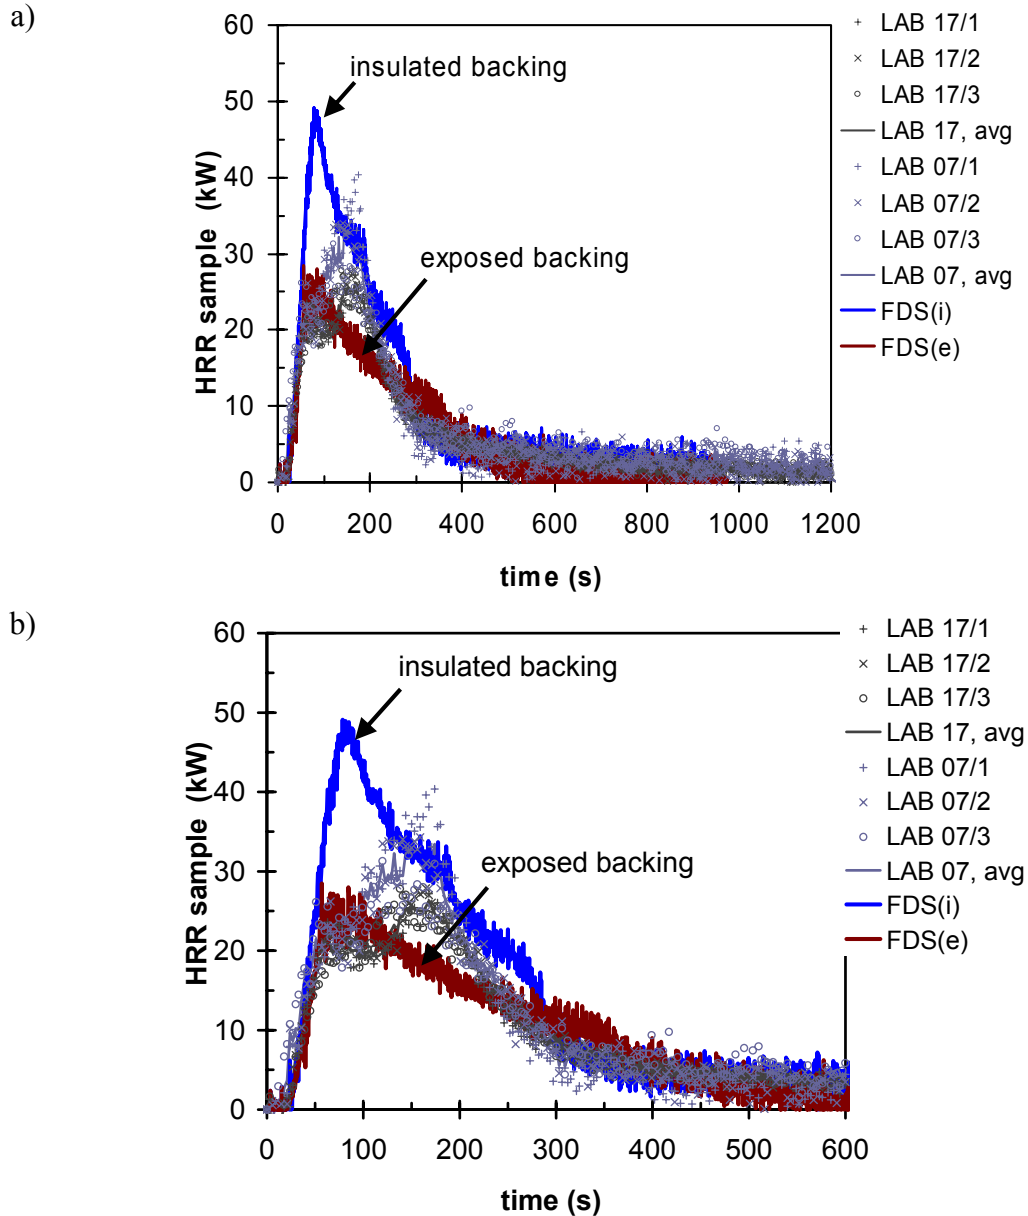 a)
60
50
40
30
20
10
0
HRR sample (kW)
insulated backing
exposed backing
0 200 400 600 800 1000 1200
time (s)
LAB 17/1
LAB 17/2
LAB 17/3
LAB 17, avg
LAB 07/1
LAB 07/2
LAB 07/3
LAB 07, avg
FDS(i)
FDS(e)
b)
60
50
40
30
20
10
0
HRR sample (kW)
insulated backing
exposed backing
0 100 200 300 400 500 600
time (s)
LAB 17/1
LAB 17/2
LAB 17/3
LAB 17, avg
LAB 07/1
LAB 07/2
LAB 07/3
LAB 07, avg
FDS(i)
FDS(e)